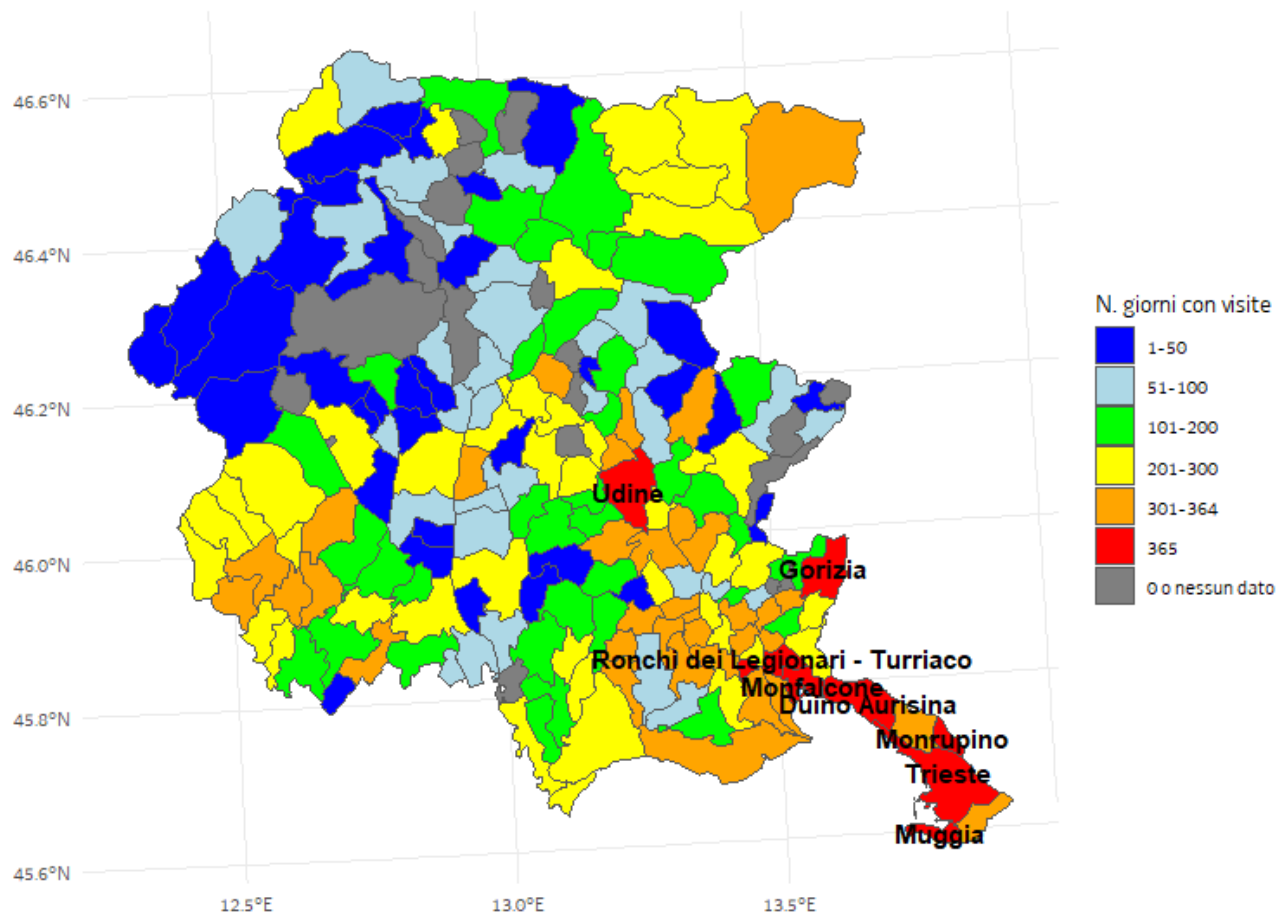 46.6°N
46.4°N
46.2°N
46.0°N
45.8°N
45.6°N
12.5°E
13.0°E
13.5°E
Udine
Gorizia
Ronchi dei Legionari - Turriaco
Monfalcone
Duino Aurisina
Monrupino
Trieste
Muggia
N. giorni con visite
1-50
51-100
101-200
201-300
301-364
365
0 o nessun dato